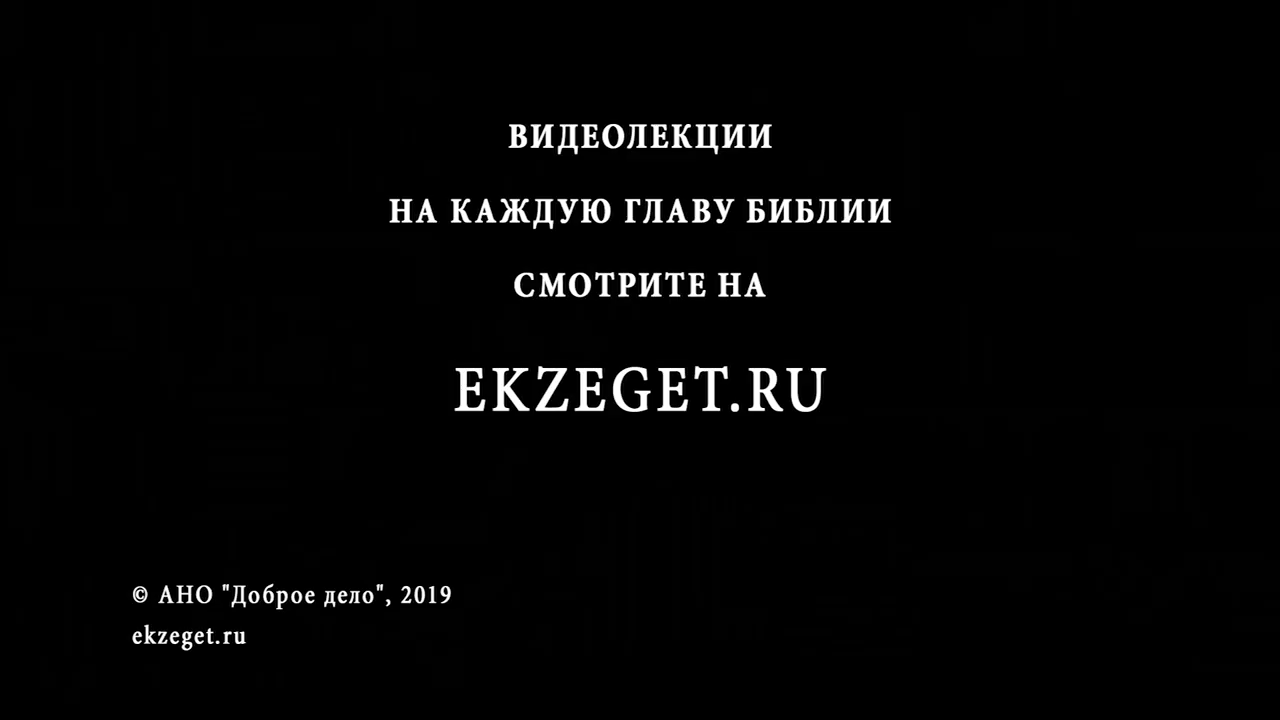 ВИДЕОЛЕКЦИИ
НА КАЖДУЮ ГЛАВУ БИБЛИИ
СМОТРИТЕ НА
EKZEGET.RU
© АНО "Доброе дело", 2019
ekzeget.ru